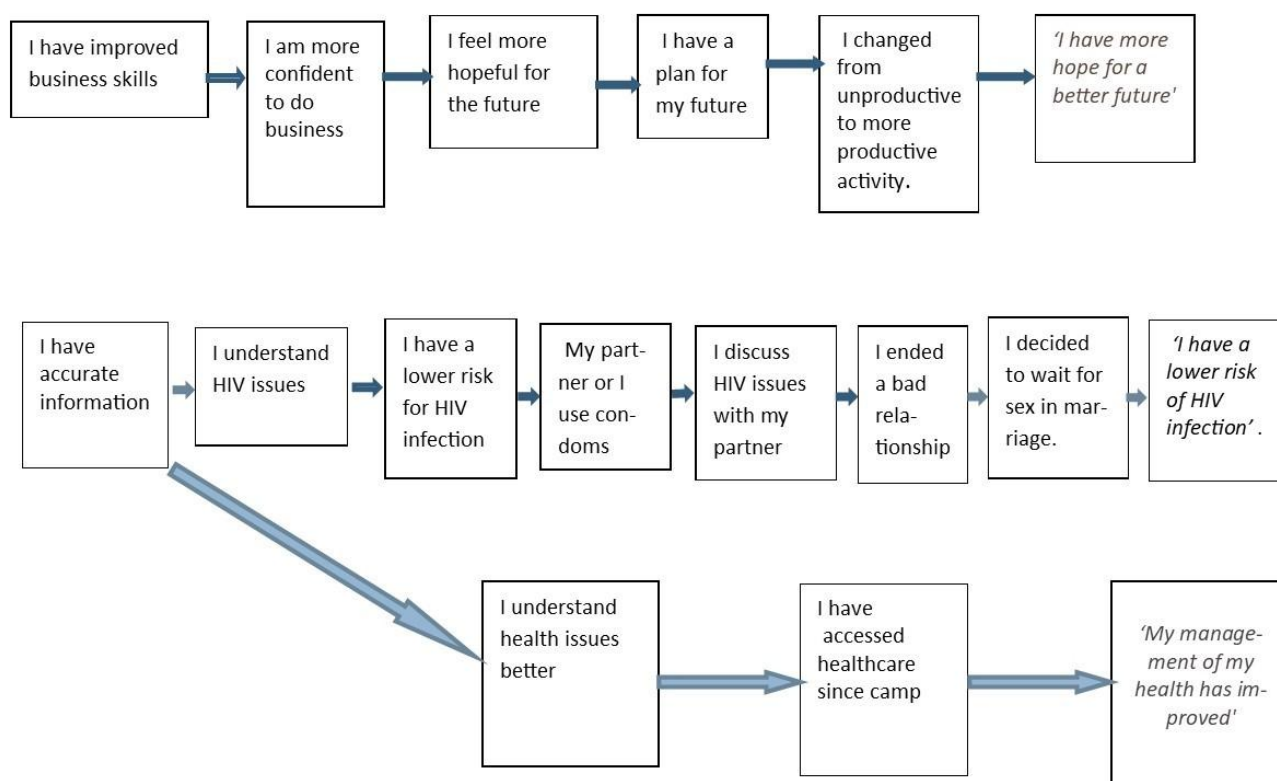 I have improved
business skills
I am more
confident
to do
business
I feel more
hopeful for
the future
I have a
plan for
my future
I changed
from
unproductive
to more
productive
activity.
‘I have more
hope for a
better future'
I have
accurate
information
I understand
HIV issues
I have a
lower risk
for HIV
infection
My part-
ner or I
use con-
doms
I discuss
HIV issues
with my
partner
I ended
a bad
rela-
tionship
I decided
to wait for
sex in mar-
riage.
‘I have a
lower risk
of HIV
infection’ .
I understand
health issues
better
I have
accessed
healthcare
since camp
‘My manage-
ment of my
health has im-
proved'